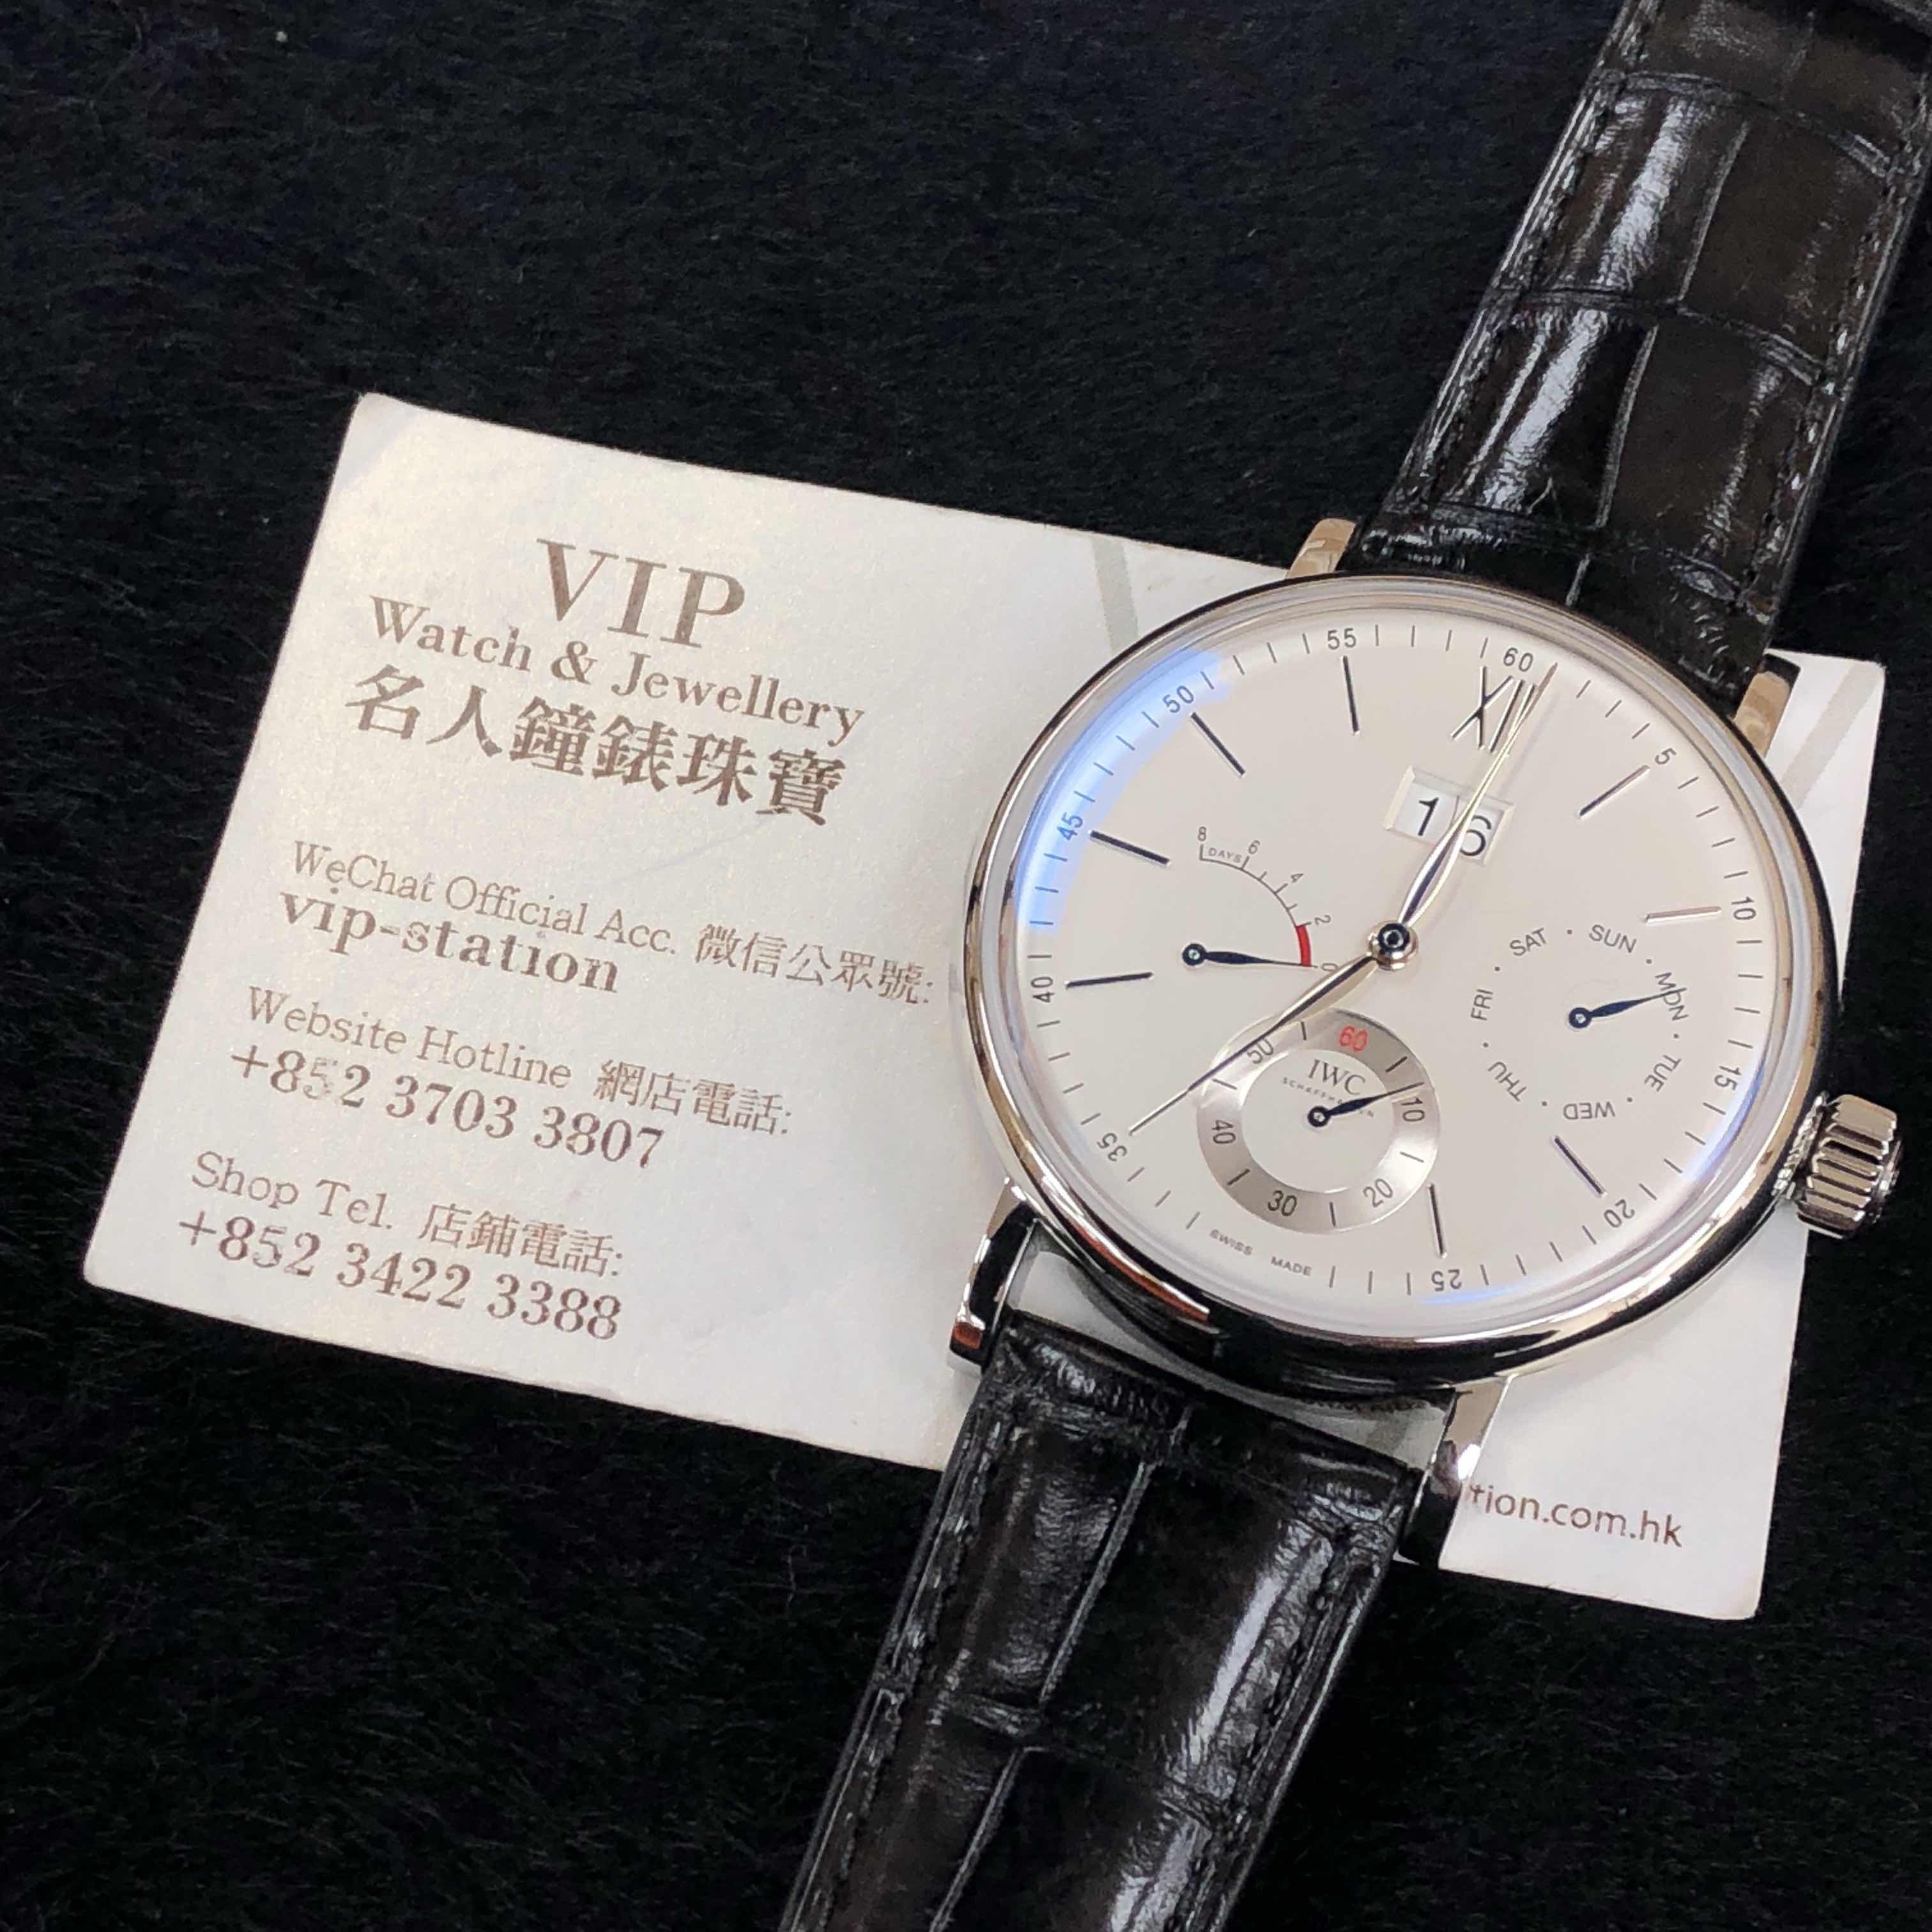 VIP
Watch & Jewellery
名人鐘錶珠寶
WeChat Official Acc. 微信公眾號:
vip-station
Website Hotline 網店電話:
+852 3703 3807
Shop Tel. 店鋪電話:
+852 3422 3388
tion.com.hk
60
5
10
15
20
25
35
40
45
50
55
XII
16
8
6
4
2
0
DAYS
SUN
MON
TUE
WED
THU
FRI
SAT
60
10
20
30
40
50
IWC
SCHAFFHAUSEN
SWISS MADE